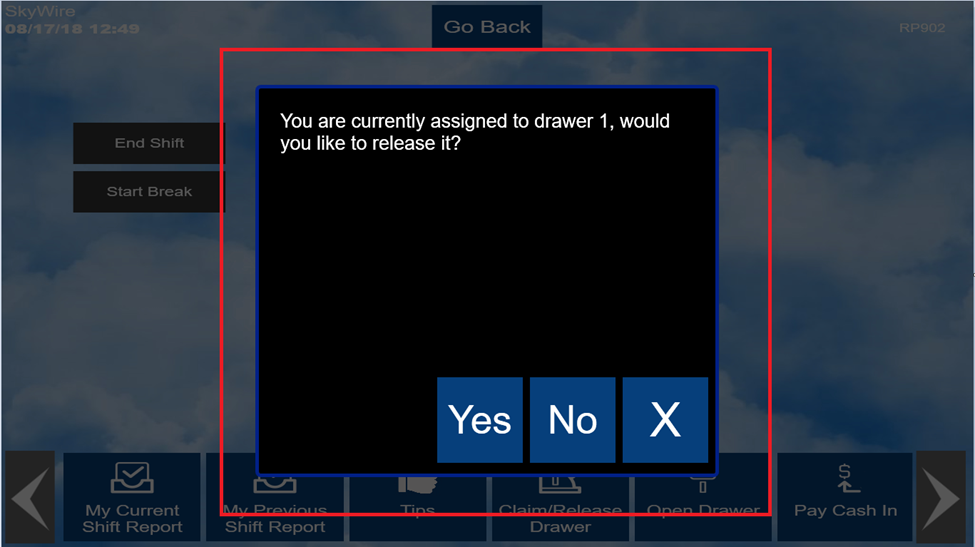 SkyWire
08/17/18 12:49
Go Back
RP902
You are currently assigned to drawer 1, would
you like to release it?
End Shift
Start Break
Yes
No
X
My Current
Shift Report
My Previous
Shift Report
Tips
Claim/Release
Drawer
Open Drawer
Pay Cash In